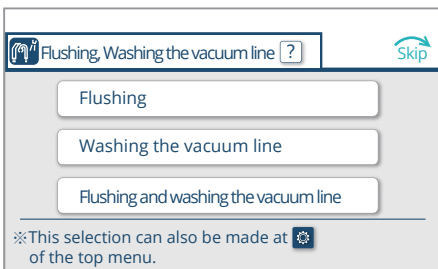 Flushing, Washing the vacuum line ?
Skip
Flushing
Washing the vacuum line
Flushing and washing the vacuum line
※This selection can also be made at
of the top menu.